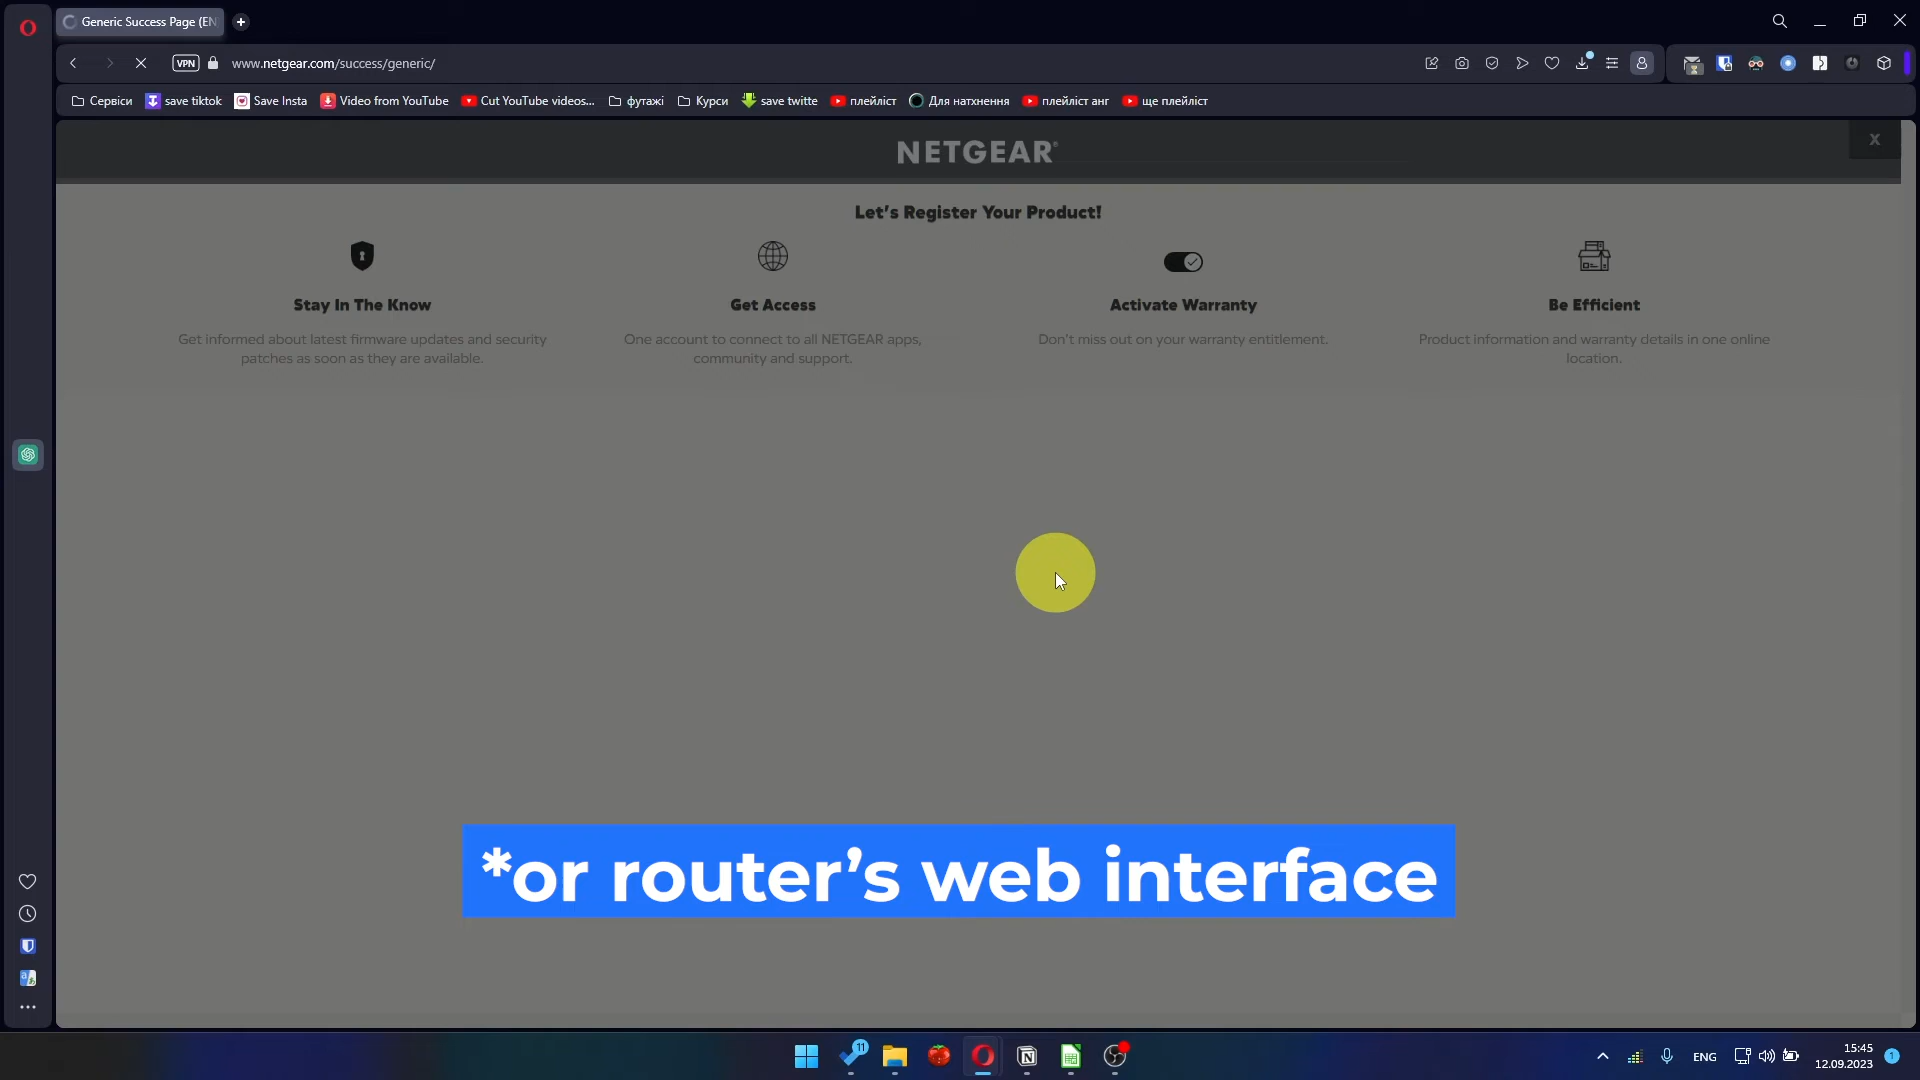 Generic Success Page (EN
VPN
www.netgear.com/success/generic/
Сервіси
save tiktok
Save Insta
Video from YouTube
Cut YouTube videos...
футажі
Курси
save twitte
плейліст
Для натхнення
плейліст анг
ще плейліст
NETGEAR®
X
Let's Register Your Product!
Stay In The Know
Get informed about latest firmware updates and security
patches as soon as they are available.
Get Access
One account to connect to all NETGEAR apps,
community and support.
Activate Warranty
Don't miss out on your warranty entitlement.
Be Efficient
Product information and warranty details in one online
location.
*or router’s web interface
11
ENG
15:45
12.09.2023
1